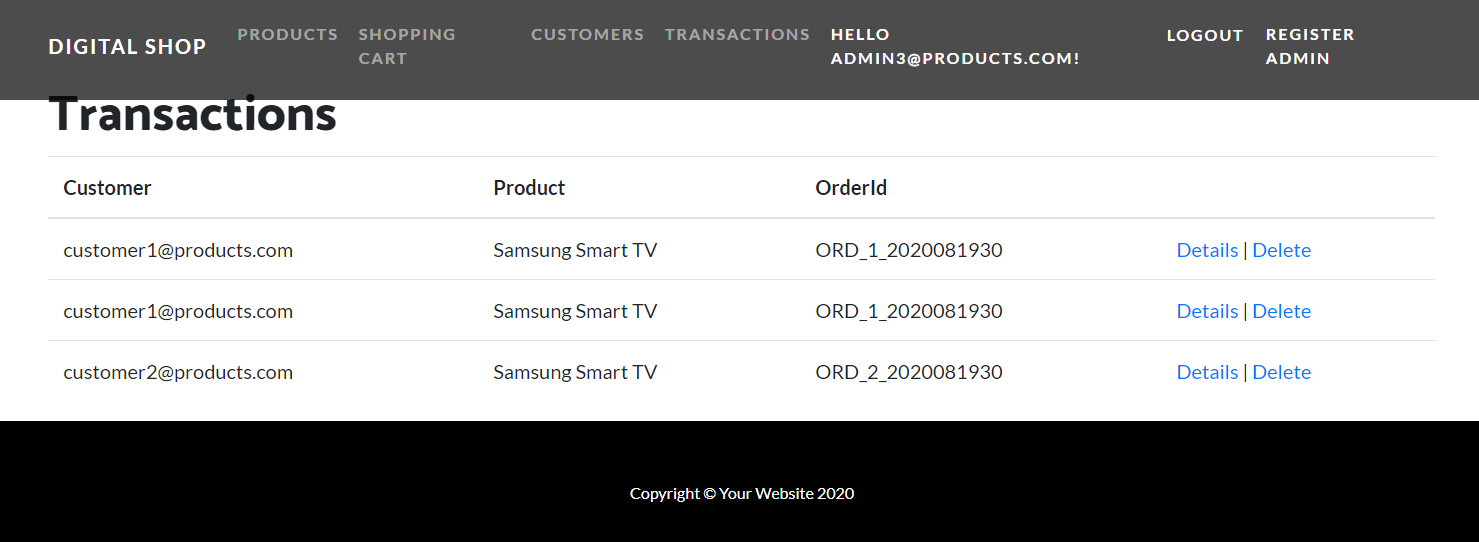 DIGITAL SHOP PRODUCTS SHOPPING CART CUSTOMERS TRANSACTIONS HELLO ADMIN3@PRODUCTS.COM! LOGOUT REGISTER ADMIN
Transactions
Customer Product OrderId
customer1@products.com Samsung Smart TV ORD_1_2020081930 Details | Delete
customer1@products.com Samsung Smart TV ORD_1_2020081930 Details | Delete
customer2@products.com Samsung Smart TV ORD_2_2020081930 Details | Delete
Copyright © Your Website 2020